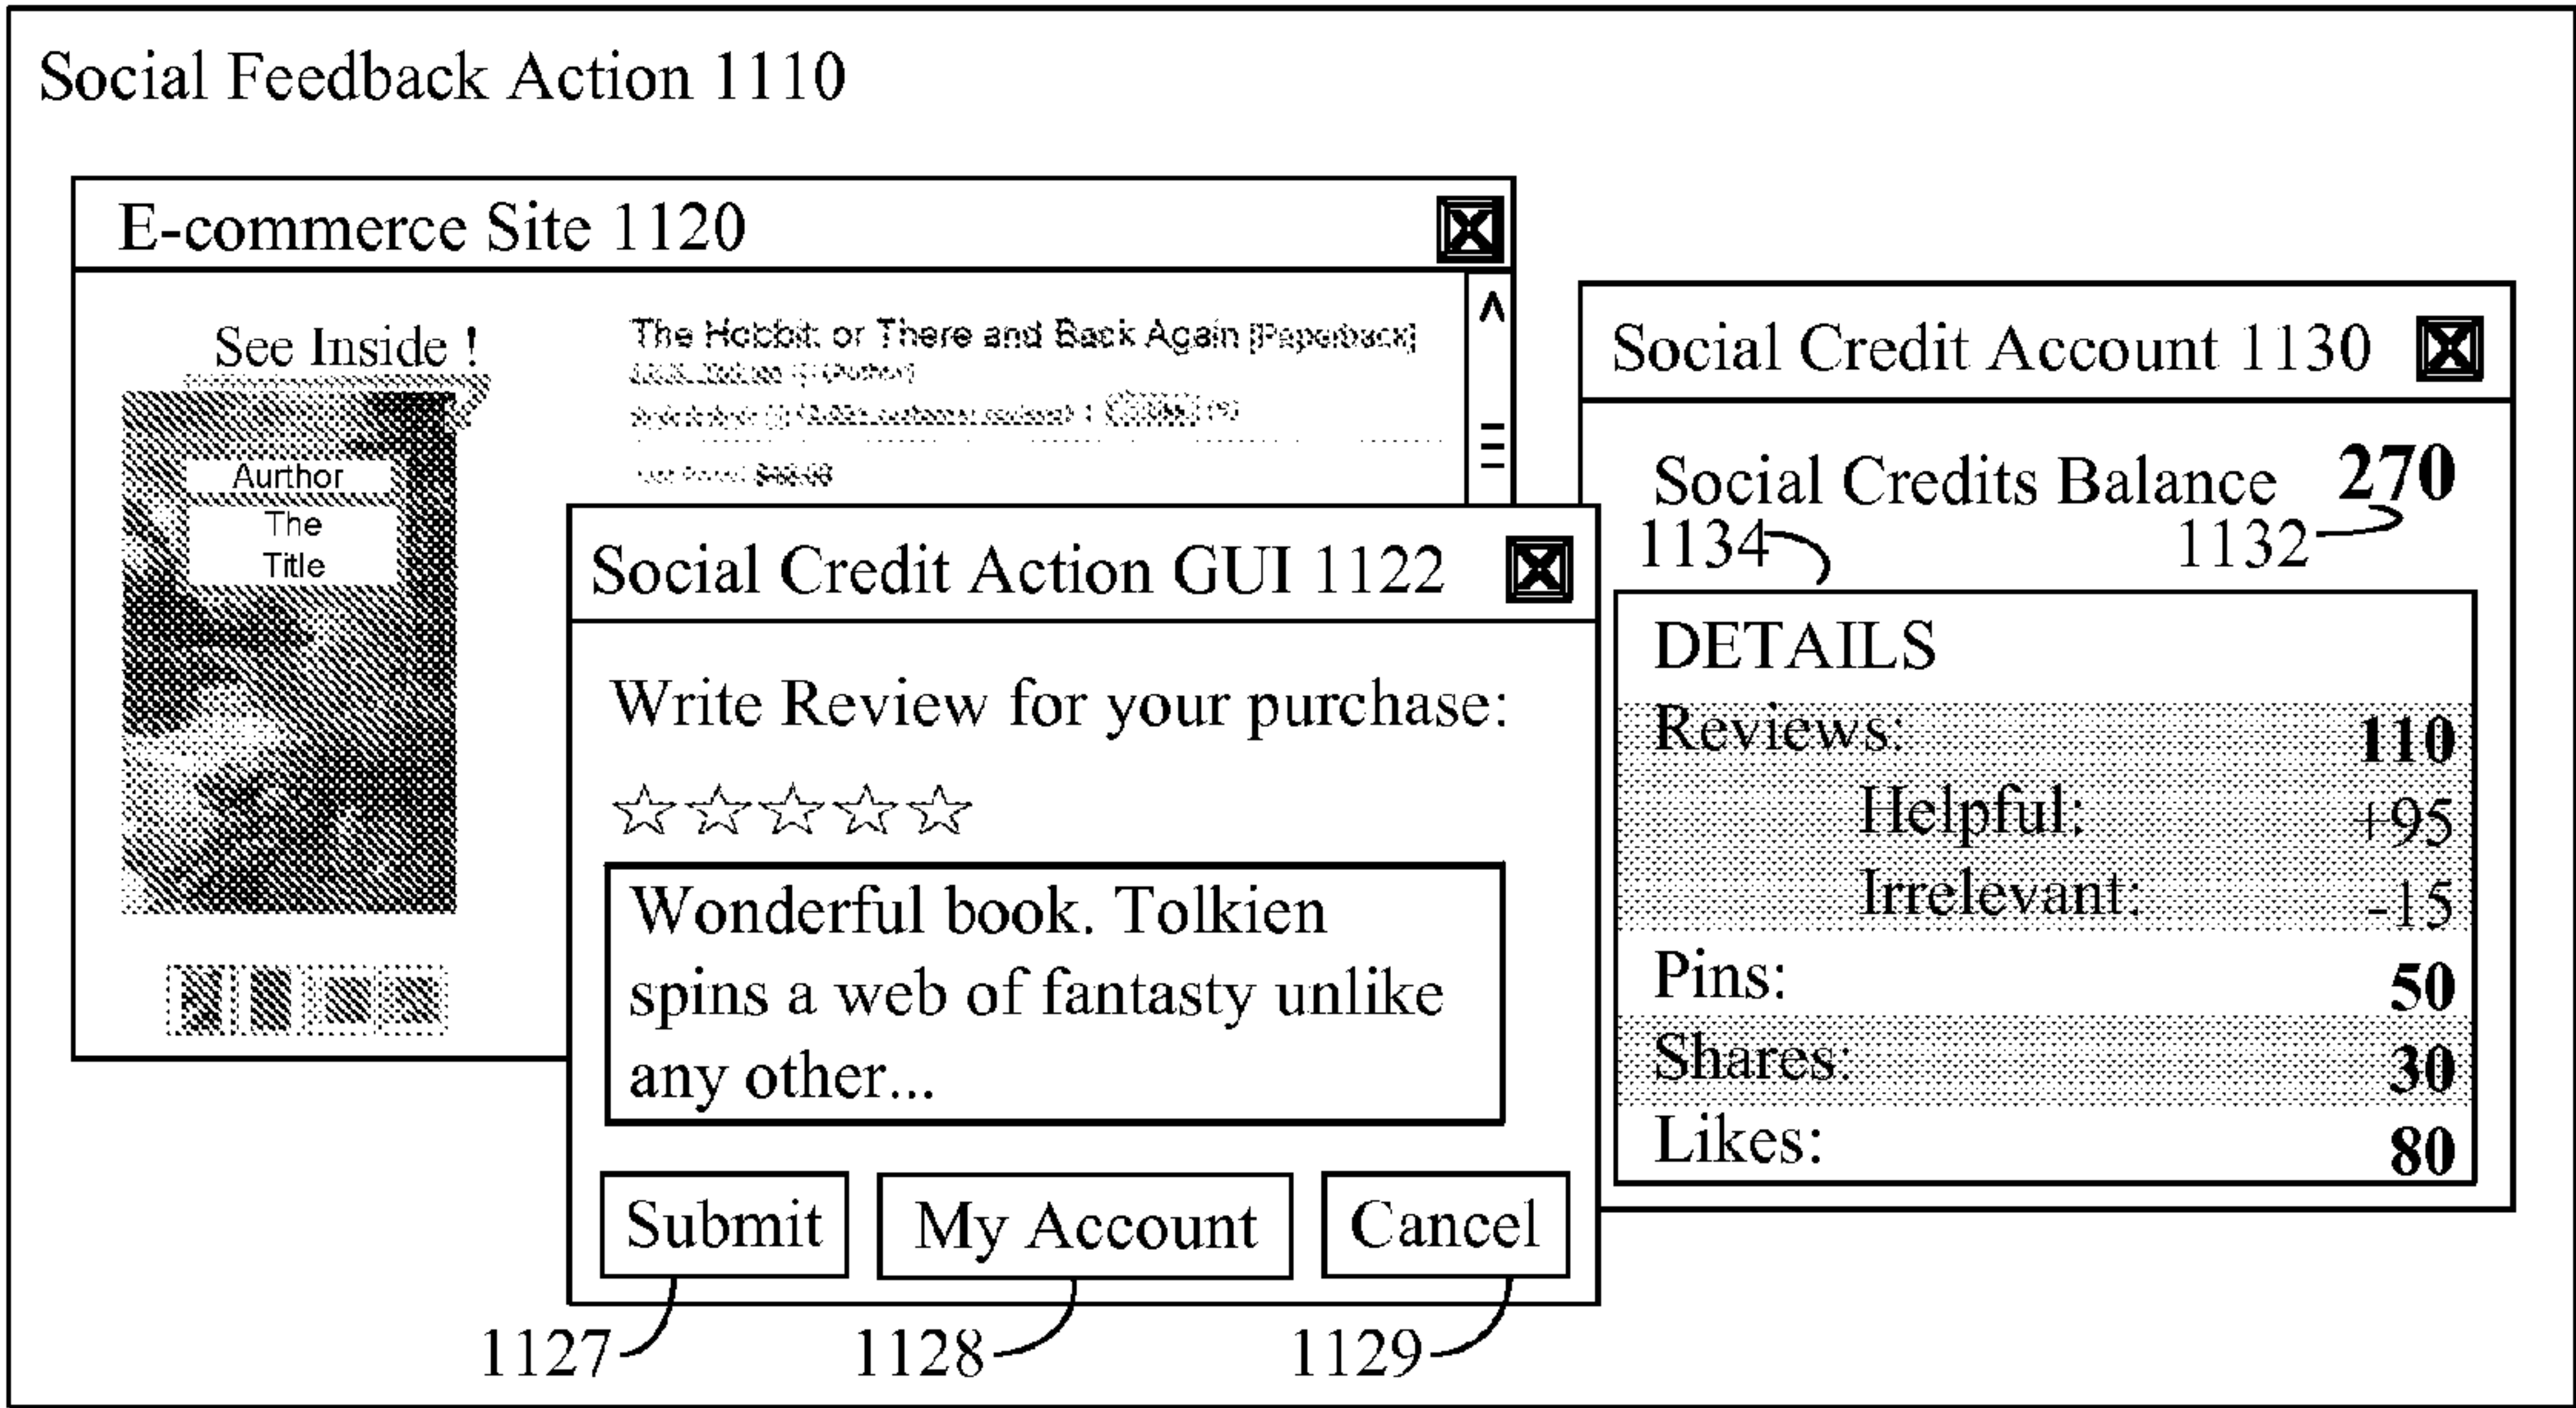 Social Feedback Action 1110
E-commerce Site 1120
See Inside !
Aurthor
The
Title
The Hobbit: or There and Back Again [Paperback]
Social Credit Action GUI 1122
Write Review for your purchase:
Wonderful book. Tolkien
spins a web of fantasty unlike
any other...
Submit
My Account
Cancel
1127
1128
1129
Social Credit Account 1130
Social Credits Balance 270
1134
1132
DETAILS
Reviews: 110
Helpful: +95
Irrelevant: -15
Pins: 50
Shares: 30
Likes: 80